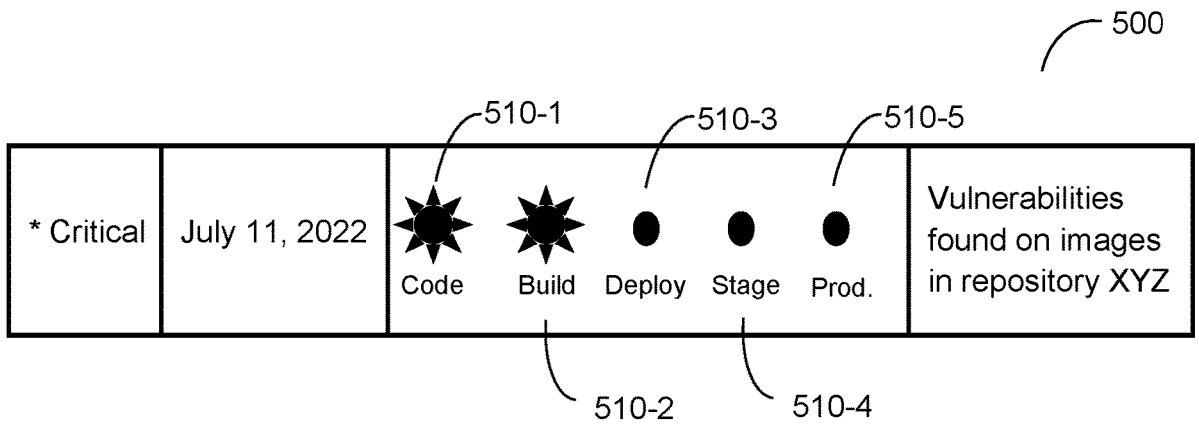 500
510-1
510-3
510-5
* Critical
July 11, 2022
Code
Build
Deploy
Stage
Prod.
Vulnerabilities
found on images
in repository XYZ
510-2
510-4